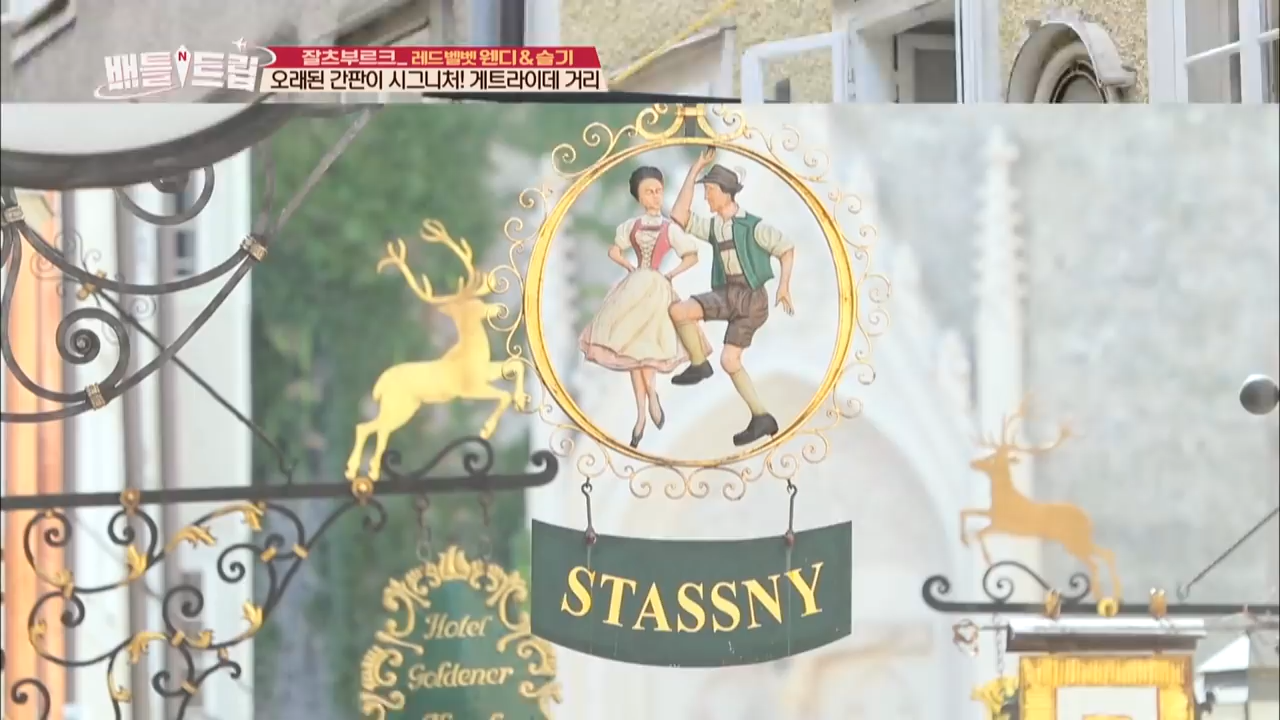 배틀트립
잘츠부르크_ 레드벨벳 웬디&슬기
오래된 간판이 시그니처! 게트라이데 거리
STASSNY
Hotel
Goldener